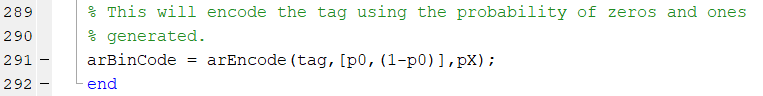 289 % This will encode the tag using the probability of zeros and ones
290 % generated.
291 – arBinCode = arEncode(tag,[p0,(1-p0)],pX);
292 – end